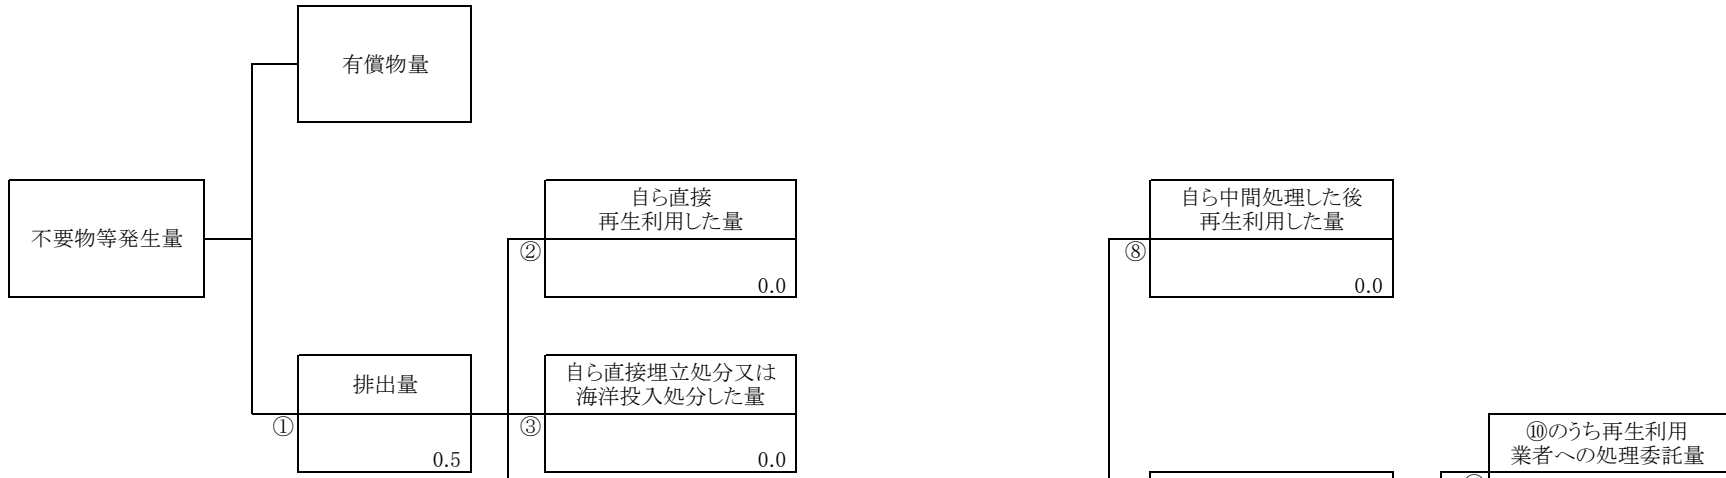 有償物量
不要物等発生量
自ら直接
再生利用した量
②
0.0
自ら中間処理した後
再生利用した量
⑧
0.0
排出量
①
0.5
自ら直接埋立処分又は
海洋投入処分した量
③
0.0
⑩のうち再生利用
業者への処理委託量